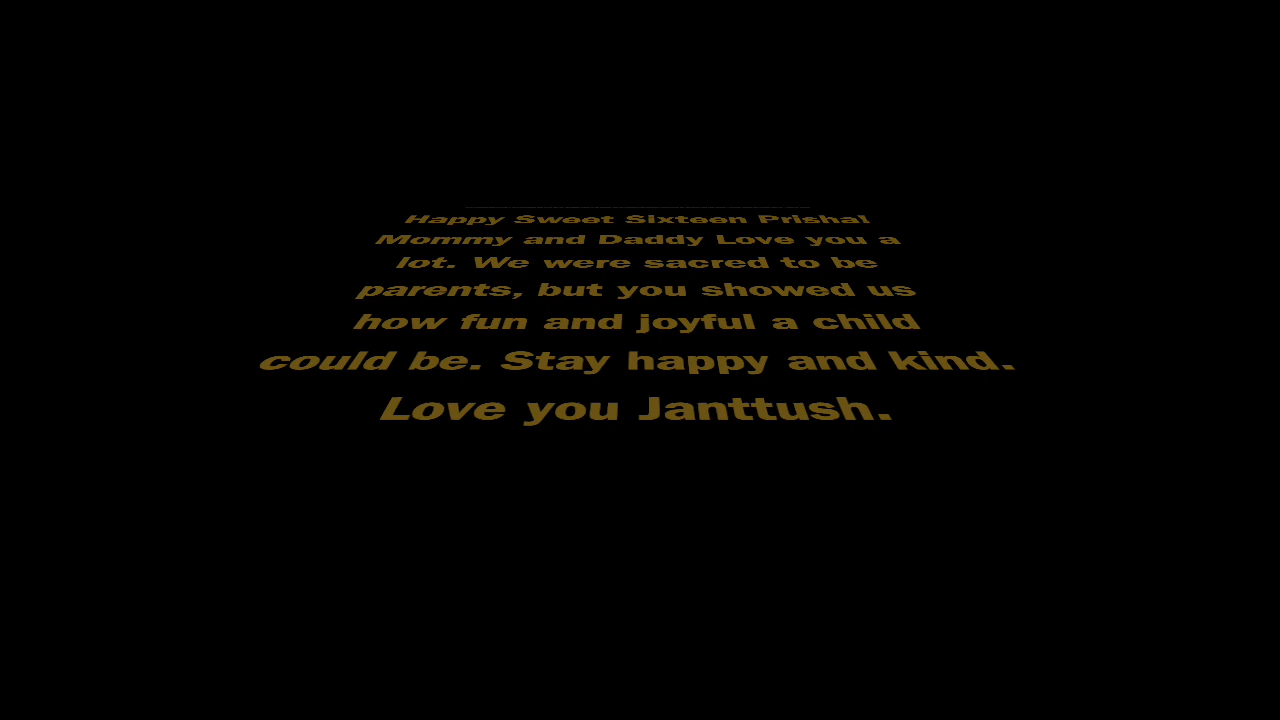 Happy Sweet Sixteen Prisha!
Mommy and Daddy Love you a
lot. We were sacred to be
parents, but you showed us
how fun and joyful a child
could be. Stay happy and kind.
Love you Janttush.